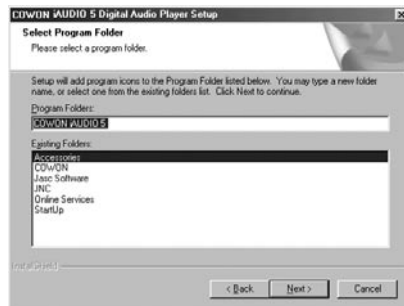 COWON iAUDIO 5 Digital Audio Player Setup
Select Program Folder
Please select a program folder.
Setup will add program icons to the Program Folder listed below. You may type a new folder
name, or select one from the existing folders list. Click Next to continue.
Program Folders:
COWON iAUDIO 5
Existing Folders:
Accessories
COWON
Jasc Software
JNC
Online Services
StartUp
InstallShield
< Back
Next >
Cancel